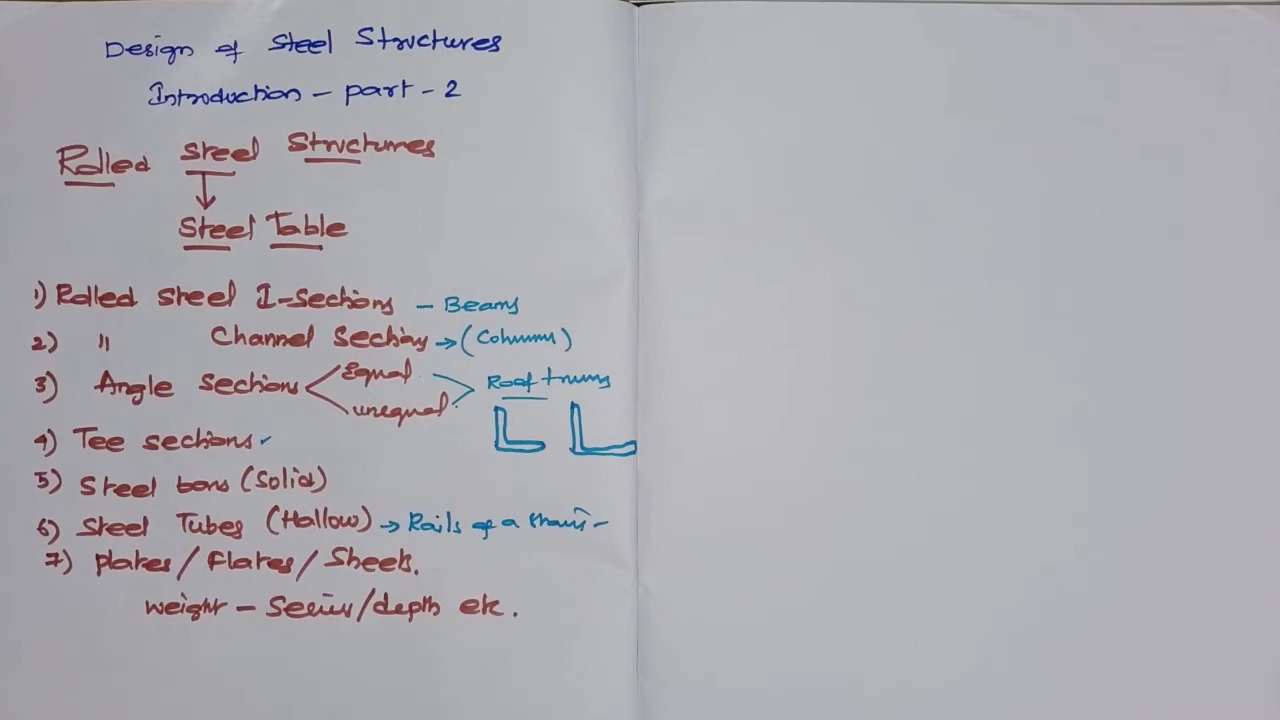 Design of Steel Structures
Introduction - part - 2
Rolled Steel Structures
Steel Table
1) Rolled Steel I-Sections - Beams
2) " Channel Sections → (Columns)
3) Angle sections Equal unequal Roof truss
4) Tee sections
5) Steel bars (Solid)
6) Steel Tubes (Hallow) → Rails of a
7) plates / Flates / Sheets.
weight - Series/depth etc.